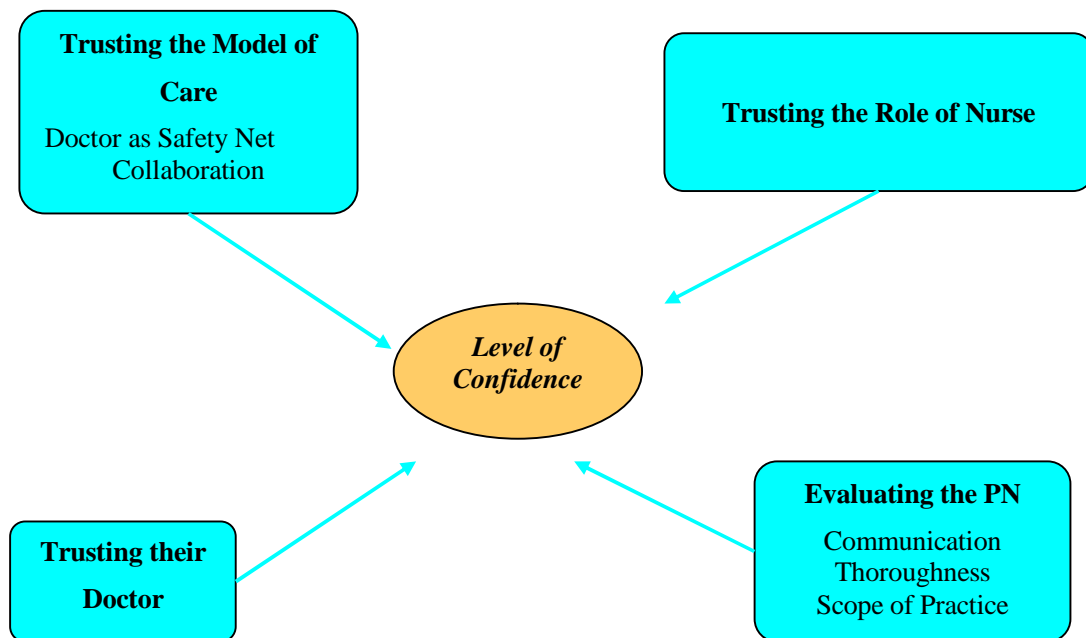 Trusting the Model of
Care
Doctor as Safety Net
Collaboration
Trusting the Role of Nurse
Level of
Confidence
Trusting their
Doctor
Evaluating the PN
Communication
Thoroughness
Scope of Practice